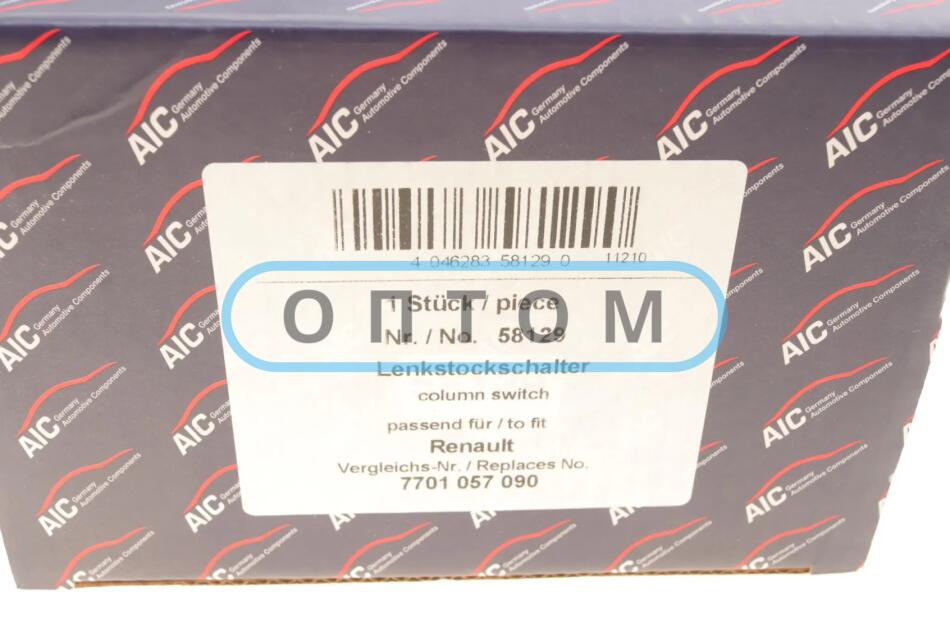 AIC Germany
Automotive Components
4 046283 58129 0 11210
1 Stück / piece
ОПТОМ
Nr. / No. 58129
Lenkstockschalter
column switch
passend für / to fit
Renault
Vergleichs-Nr. / Replaces No.
7701 057 090